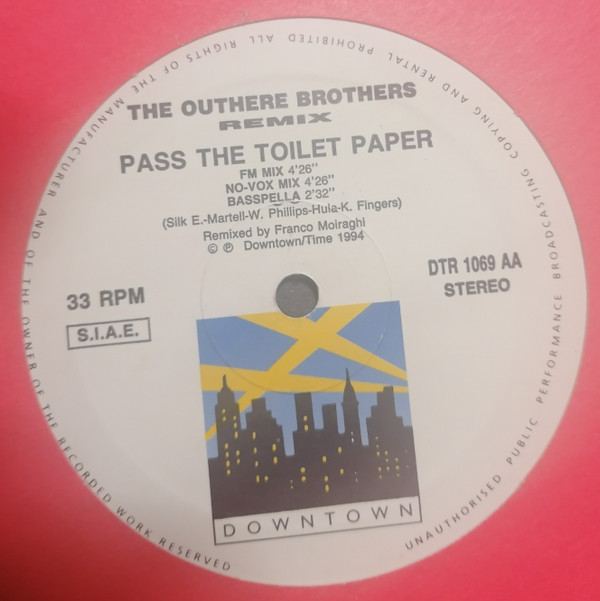 THE OUTHERE BROTHERS
REMIX
PASS THE TOILET PAPER
FM MIX 4'26"
NO-VOX MIX 4'26"
BASSPELLA 2'32"
(Silk E.-Martell-W. Phillips-Hula-K. Fingers)
Remixed by Franco Moiraghi
© ℗ Downtown/Time 1994
33 RPM
S.I.A.E.
DTR 1069 AA
STEREO
DOWNTOWN
ALL RIGHTS OF THE MANUFACTURER AND OF THE OWNER OF THE RECORDED WORK RESERVED
UNAUTHORISED PUBLIC PERFORMANCE BROADCASTING COPYING AND RENTAL PROHIBITED